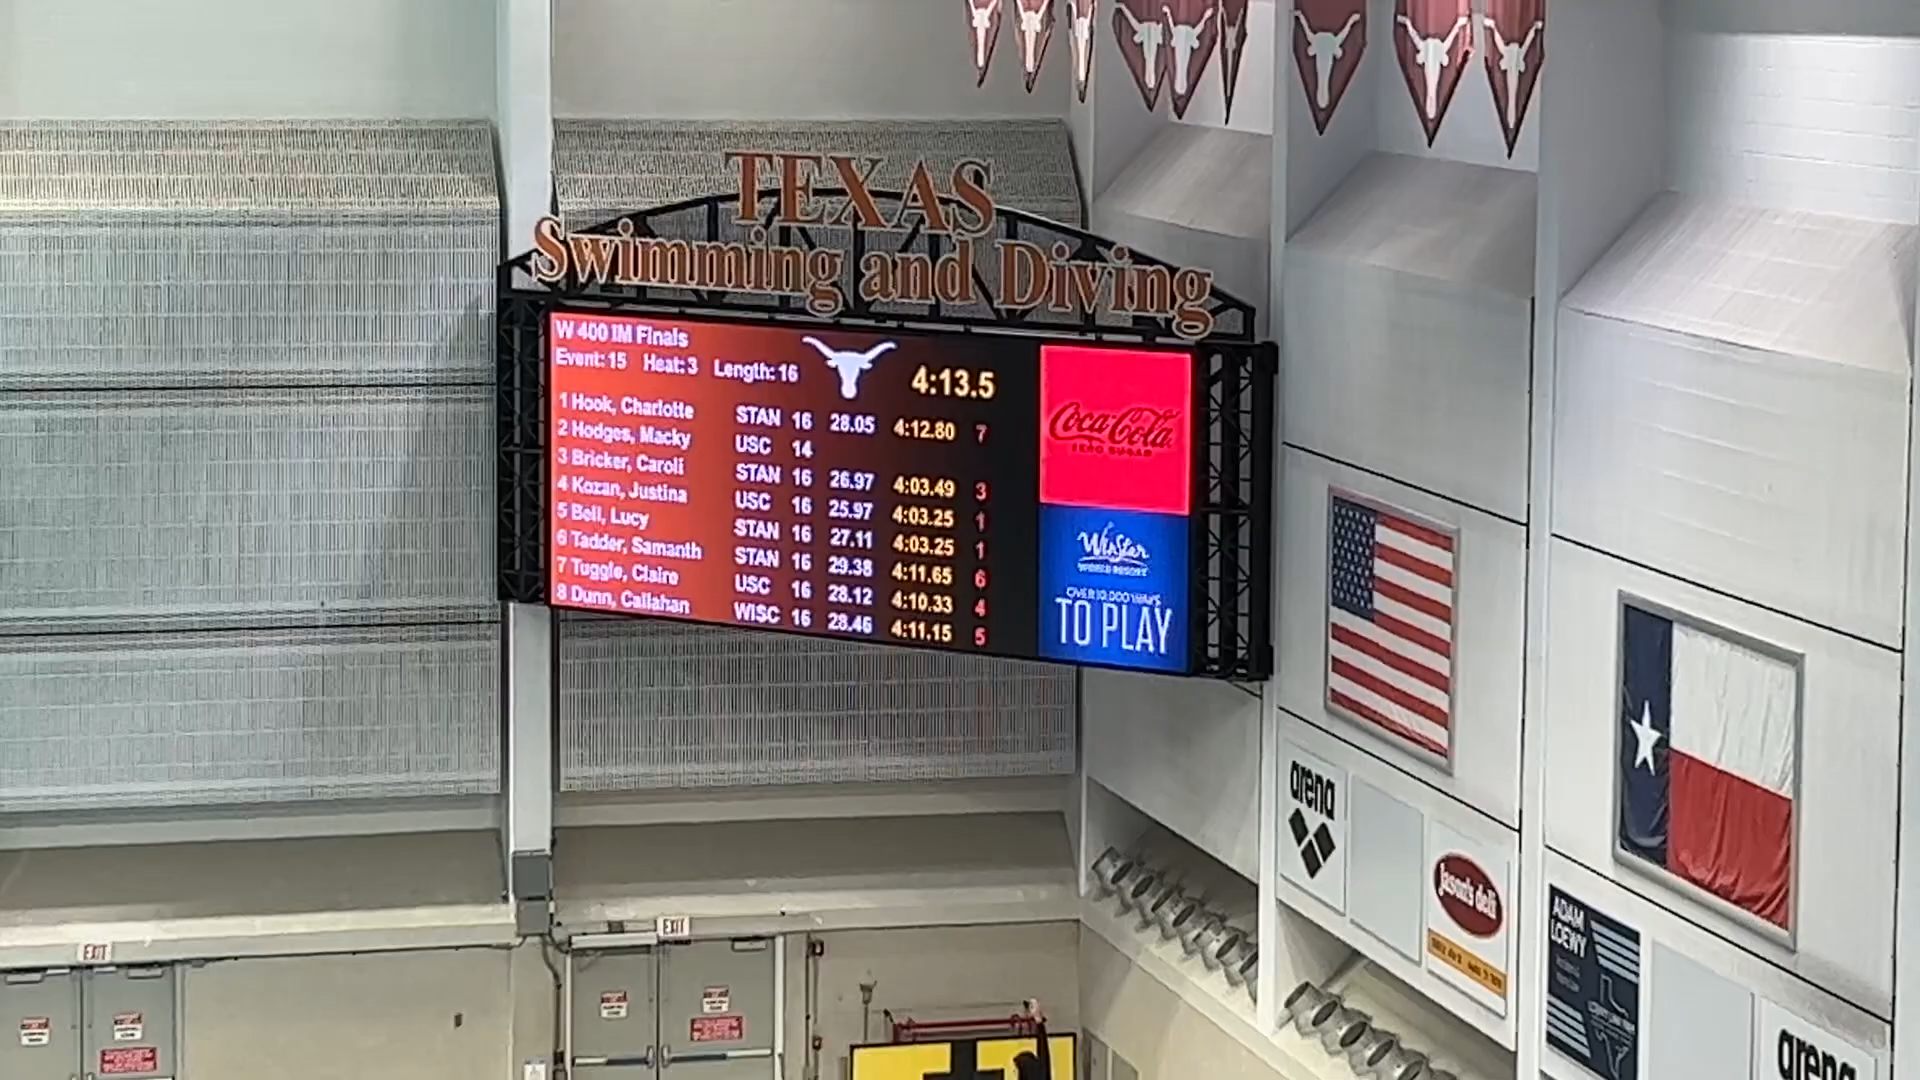 TEXAS
Swimming and Diving
W 400 IM Finals
Event: 15 Heat: 3 Length: 16
4:13.5
1 Hook, Charlotte STAN 16 28.05 4:12.80 7
2 Hodges, Macky USC 14
3 Bricker, Caroli STAN 16 26.97 4:03.49 3
4 Kozan, Justina USC 16 25.97 4:03.25 1
5 Bell, Lucy STAN 16 27.11 4:03.25 1
6 Tadder, Samanth STAN 16 29.38 4:11.65 6
7 Tuggle, Claire USC 16 28.12 4:10.33 4
8 Dunn, Callahan WISC 16 28.46 4:11.15 5
Coca-Cola
ZERO SUGAR
WinStar
WORLD RESORT
OVER 10,000 WAYS
TO PLAY
arena
Jason's deli
ADAM
LOEWY
arena
EXIT
EXIT